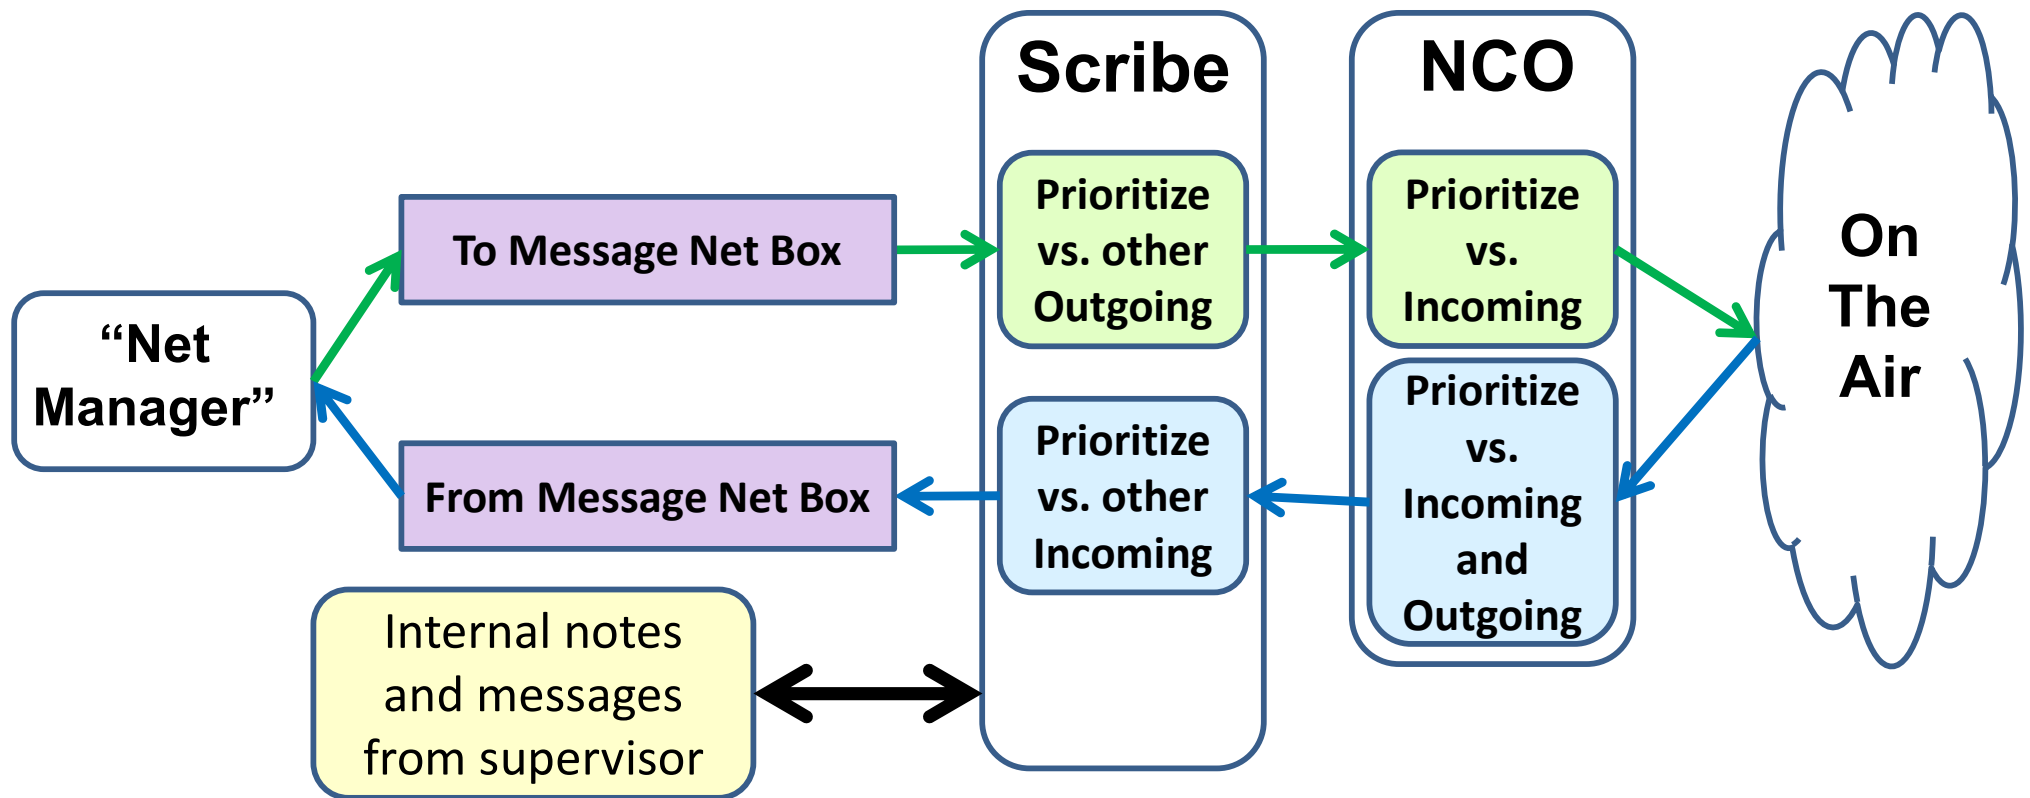 Scribe
NCO
Prioritize
vs. other
Outgoing
Prioritize
vs.
Incoming
To Message Net Box
On
The
Air
“Net
Manager”
Prioritize
vs. other
Incoming
Prioritize
vs.
Incoming
and
Outgoing
From Message Net Box
Internal notes
and messages
from supervisor